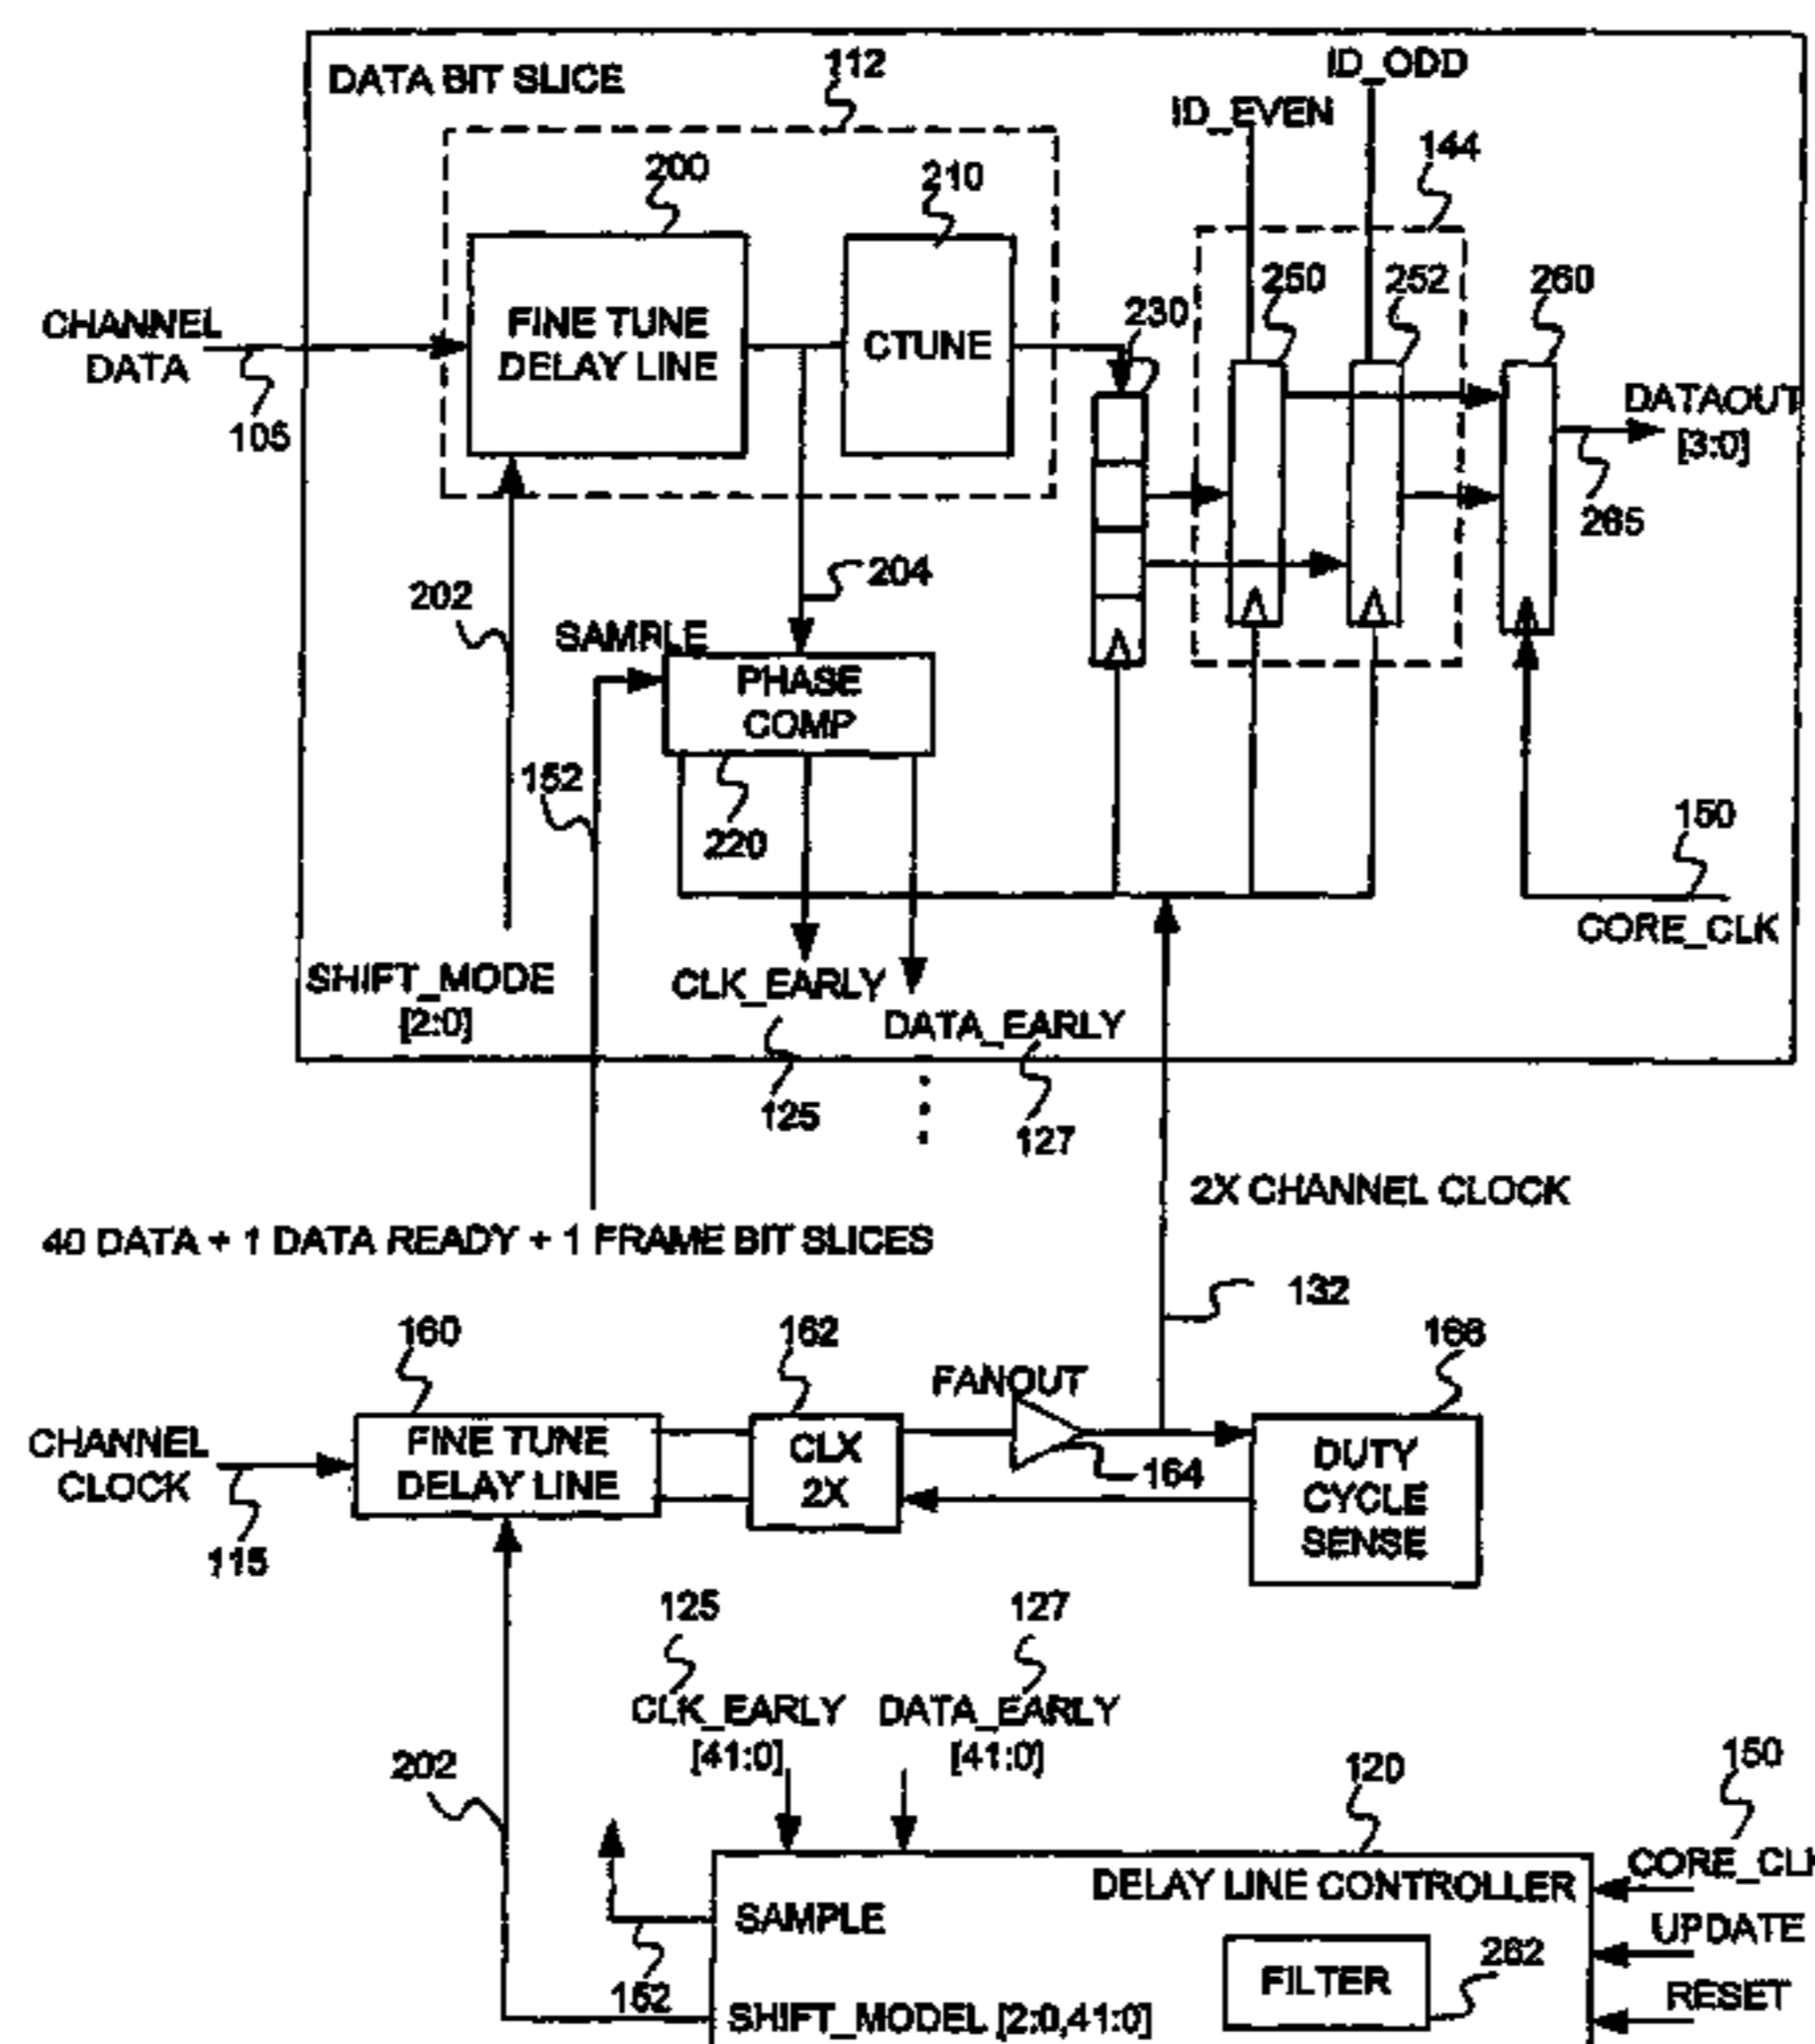 DATA BIT SLICE
112
ID_ODD
ID_EVEN
144
200
210
250
252
260
230
CHANNEL
DATA
105
FINE TUNE
DELAY LINE
CTUNE
DATAOUT
[3:0]
265
202
204
SAMPLE
PHASE
COMP
152
220
150
CORE_CLK
SHIFT_MODE
[2:0]
CLK_EARLY
DATA_EARLY
125
127
2X CHANNEL CLOCK
40 DATA + 1 DATA READY + 1 FRAME BIT SLICES
132
160
162
166
FANOUT
CHANNEL
CLOCK
115
FINE TUNE
DELAY LINE
CLX
2X
164
DUTY
CYCLE
SENSE
125
127
CLK_EARLY
[41:0]
DATA_EARLY
[41:0]
202
120
150
DELAY LINE CONTROLLER
CORE_CLK
SAMPLE
UPDATE
152
FILTER
262
RESET
SHIFT_MODEL [2:0,41:0]